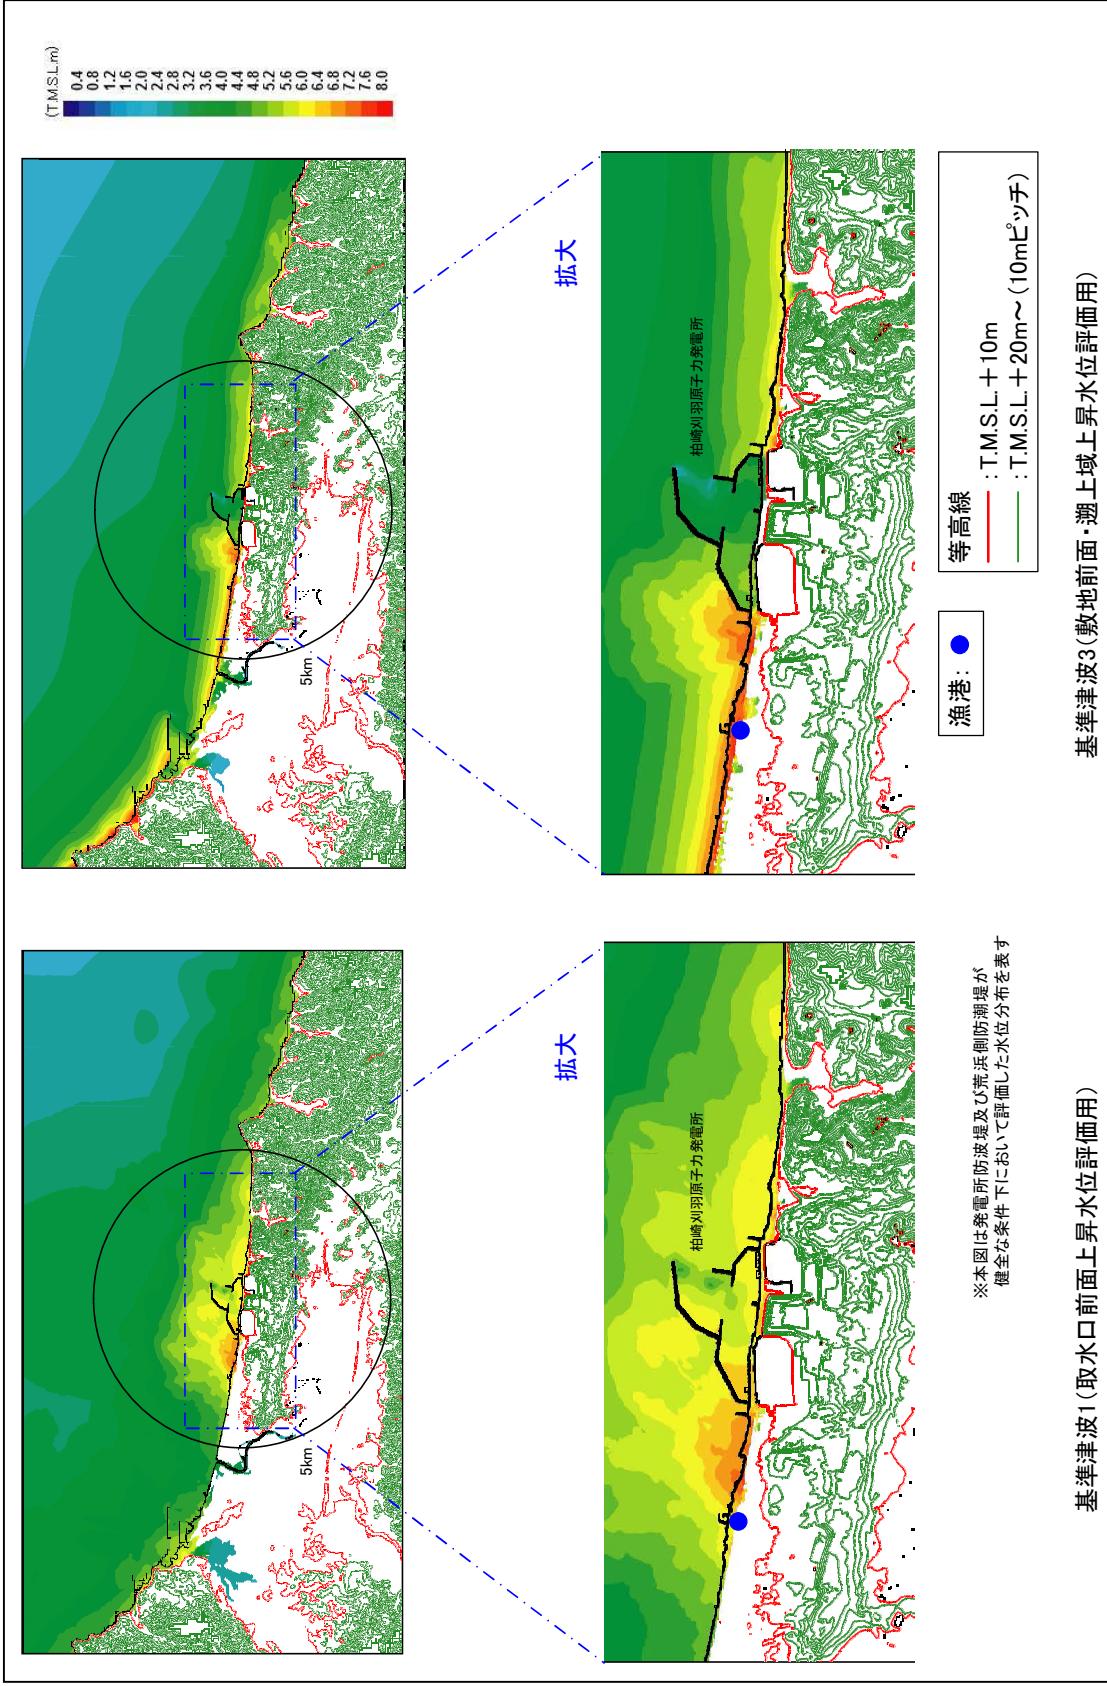 (T.M.S.L.m)
0.4
0.8
1.2
1.6
2.0
2.4
2.8
3.2
3.6
4.0
4.4
4.8
5.2
5.6
6.0
6.4
6.8
7.2
7.6
8.0
5km
5km
拡大
拡大
柏崎刈羽原子力発電所
柏崎刈羽原子力発電所
※本図は発電所防波堤及び荒浜側防潮堤が
健全な条件下において評価した水位分布を表す
漁港:
等高線
:T.M.S.L.+10m
:T.M.S.L.+20m~(10mピッチ)
基準津波1(取水口前面上昇水位評価用)
基準津波3(敷地前面・遡上域上昇水位評価用)